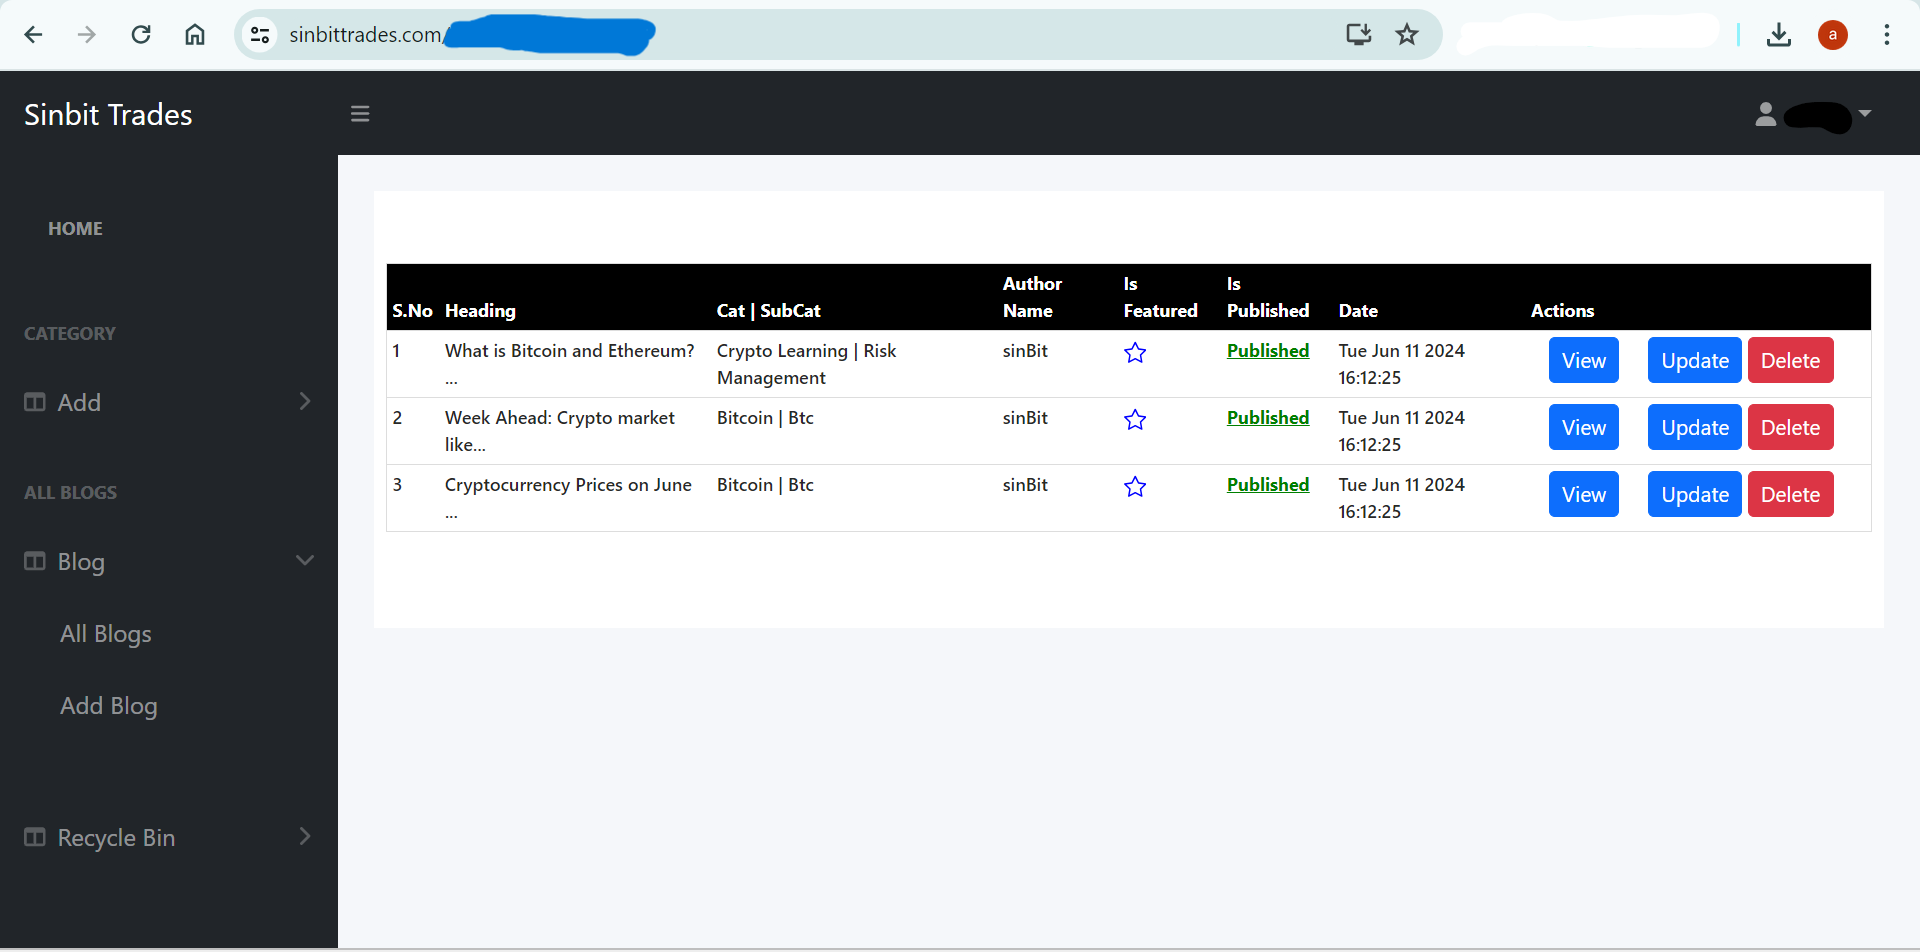 sinbittrades.com/
a
Sinbit Trades
HOME
CATEGORY
Add
ALL BLOGS
Blog
All Blogs
Add Blog
Recycle Bin
S.No Heading Cat | SubCat Author Name Is Featured Is Published Date Actions
1 What is Bitcoin and Ethereum? Crypto Learning | Risk sinBit Published Tue Jun 11 2024 View Update Delete
... Management 16:12:25
2 Week Ahead: Crypto market Bitcoin | Btc sinBit Published Tue Jun 11 2024 View Update Delete
like... 16:12:25
3 Cryptocurrency Prices on June Bitcoin | Btc sinBit Published Tue Jun 11 2024 View Update Delete
... 16:12:25